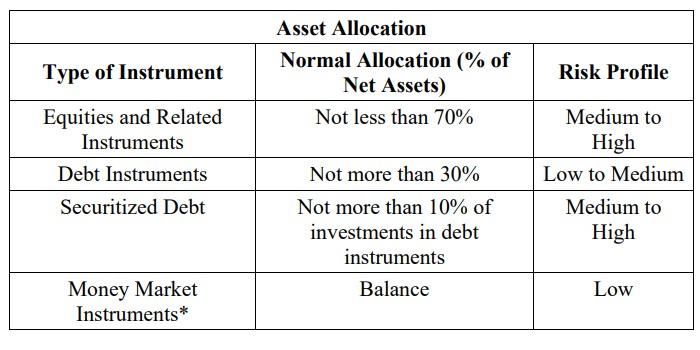 Asset Allocation
Type of Instrument
Normal Allocation (% of
Net Assets)
Risk Profile
Equities and Related
Instruments
Not less than 70%
Medium to
High
Debt Instruments
Not more than 30%
Low to Medium
Securitized Debt
Not more than 10% of
investments in debt
instruments
Medium to
High
Money Market
Instruments*
Balance
Low